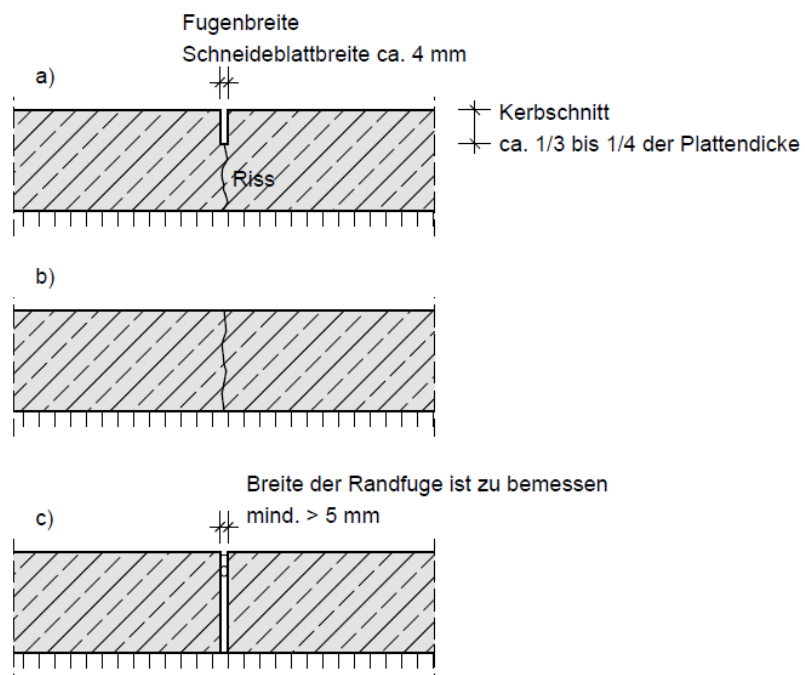 Fugenbreite
Schneideblattbreite ca. 4 mm
a)
Kerbschnitt
ca. 1/3 bis 1/4 der Plattendicke
Riss
b)
Breite der Randfuge ist zu bemessen
mind. > 5 mm
c)